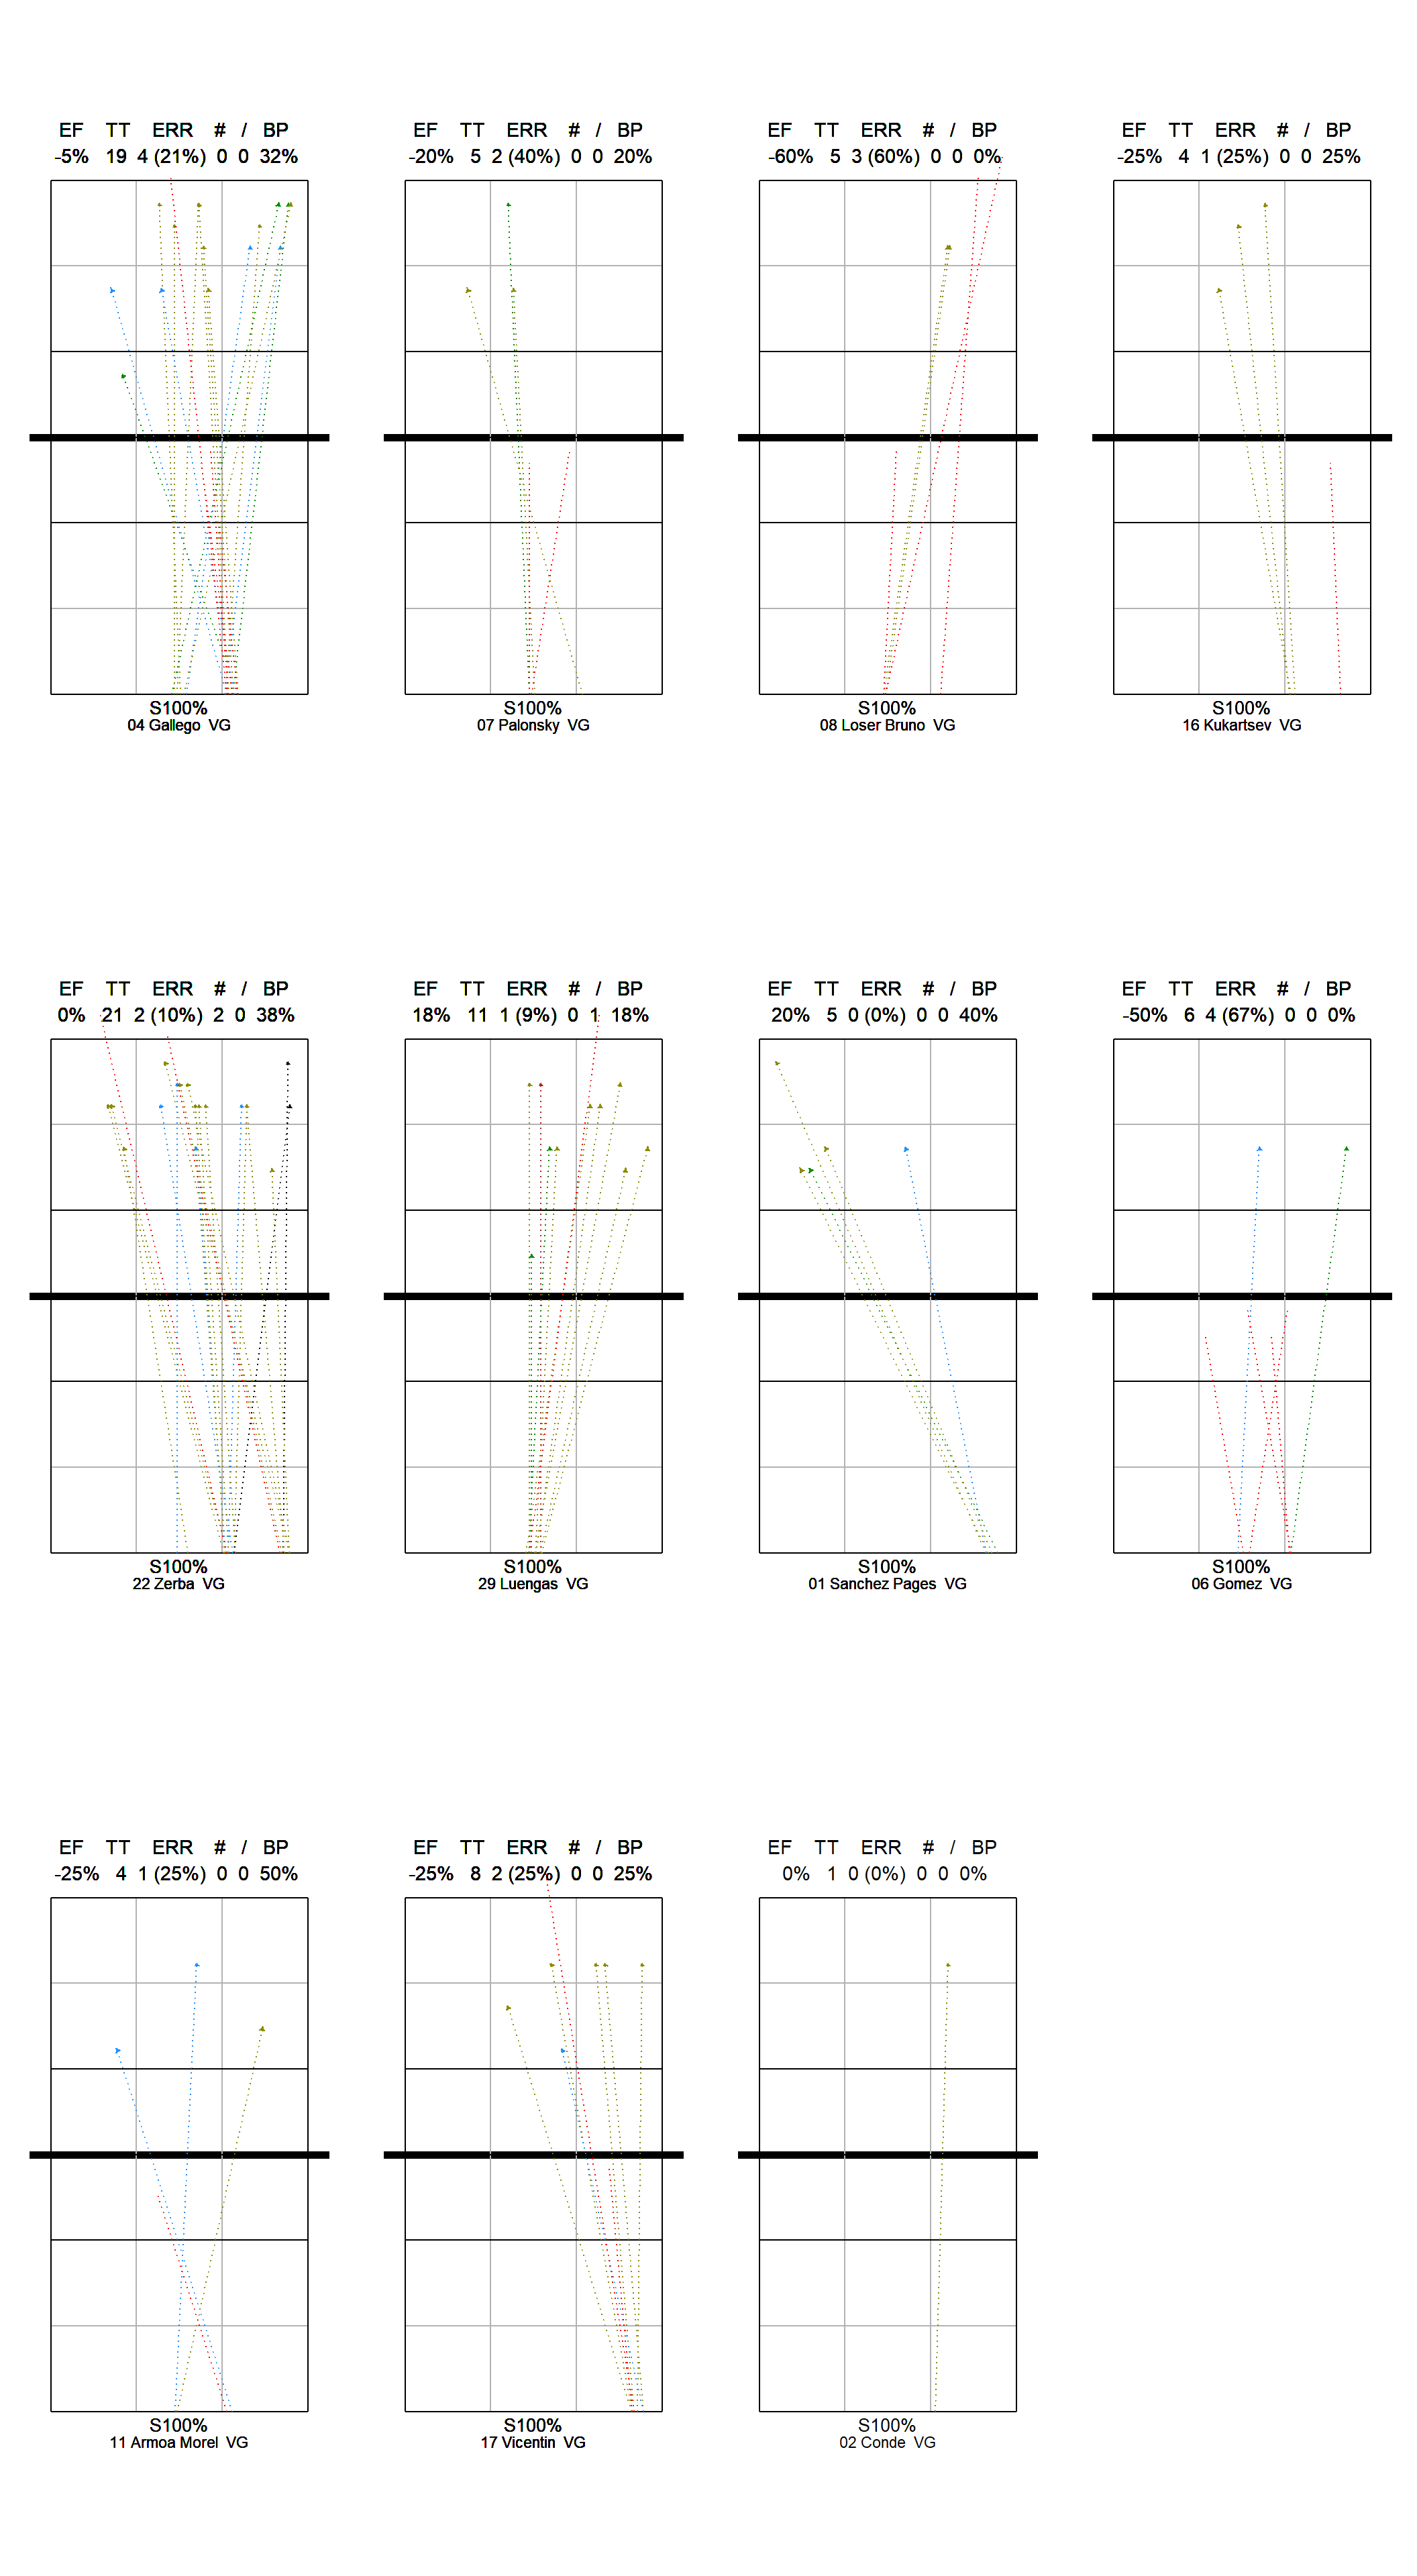 EF TT ERR # / BP
-5% 19 4 (21%) 0 0 32%
S100%
04 Gallego VG
EF TT ERR # / BP
-20% 5 2 (40%) 0 0 20%
S100%
07 Palonsky VG
EF TT ERR # / BP
-60% 5 3 (60%) 0 0 0%
S100%
08 Loser Bruno VG
EF TT ERR # / BP
-25% 4 1 (25%) 0 0 25%
S100%
16 Kukartsev VG
EF TT ERR # / BP
0% 21 2 (10%) 2 0 38%
S100%
22 Zerba VG
EF TT ERR # / BP
18% 11 1 (9%) 0 1 18%
S100%
29 Luengas VG
EF TT ERR # / BP
20% 5 0 (0%) 0 0 40%
S100%
01 Sanchez Pages VG
EF TT ERR # / BP
-50% 6 4 (67%) 0 0 0%
S100%
06 Gomez VG
EF TT ERR # / BP
-25% 4 1 (25%) 0 0 50%
S100%
11 Armoa Morel VG
EF TT ERR # / BP
-25% 8 2 (25%) 0 0 25%
S100%
17 Vicentin VG
EF TT ERR # / BP
0% 1 0 (0%) 0 0 0%
S100%
02 Conde VG